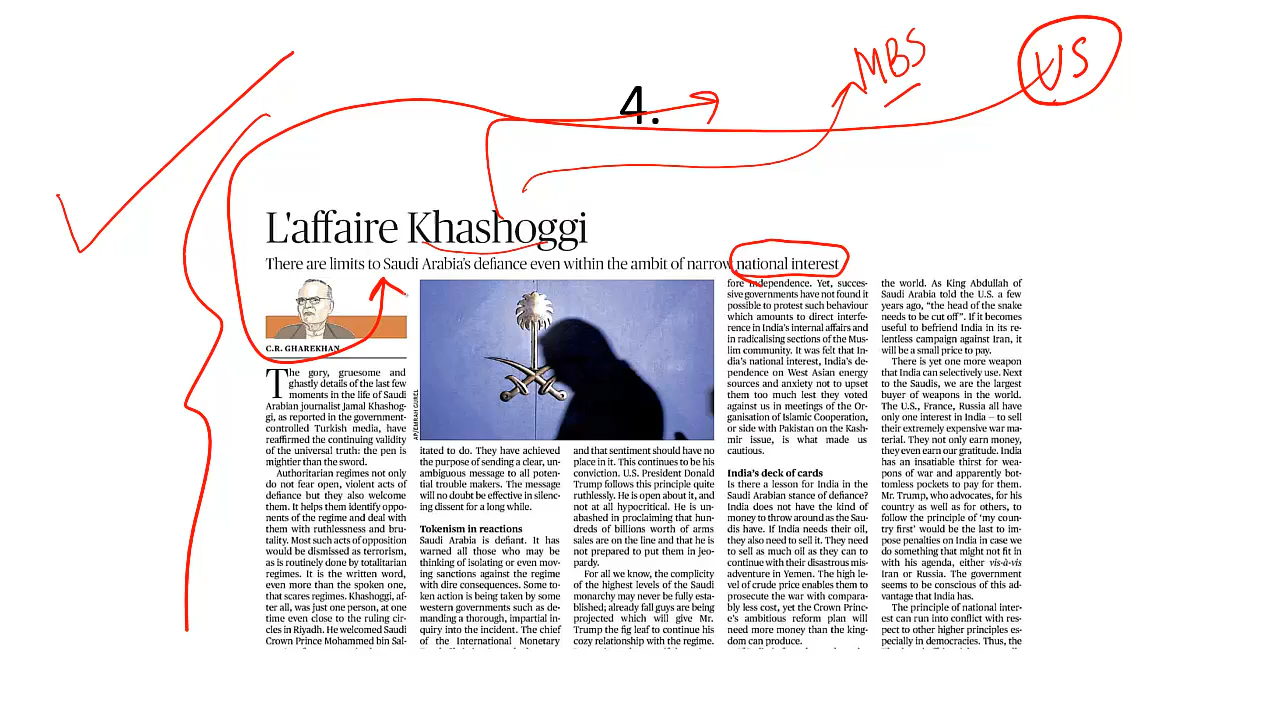 MBS
US
4.
L'affaire Khashoggi
There are limits to Saudi Arabia's defiance even within the ambit of narrow national interest
C.R. GHAREKHAN
The gory, gruesome and
ghastly details of the last few
moments in the life of Saudi
Arabian journalist Jamal Khashog-
gi, as reported in the government-
controlled Turkish media, have
reaffirmed the continuing validity
of the universal truth: the pen is
mightier than the sword.
Authoritarian regimes not only
do not fear open, violent acts of
defiance but they also welcome
them. It helps them identify oppo-
nents of the regime and deal with
them with ruthlessness and bru-
tality. Most such acts of opposition
would be dismissed as terrorism,
as is routinely done by totalitarian
regimes. It is the written word,
even more than the spoken one,
that scares regimes. Khashoggi, af-
ter all, was just one person, at one
time even close to the ruling cir-
cles in Riyadh. He welcomed Saudi
Crown Prince Mohammed bin Sal-
AP/EMRAH GUREL
itated to do. They have achieved
the purpose of sending a clear, un-
ambiguous message to all poten-
tial trouble makers. The message
will no doubt be effective in silenc-
ing dissent for a long while.
Tokenism in reactions
Saudi Arabia is defiant. It has
warned all those who may be
thinking of isolating or even mov-
ing sanctions against the regime
with dire consequences. Some to-
ken action is being taken by some
western governments such as de-
manding a thorough, impartial in-
quiry into the incident. The chief
of the International Monetary
and that sentiment should have no
place in it. This continues to be his
conviction. U.S. President Donald
Trump follows this principle quite
ruthlessly. He is open about it, and
not at all hypocritical. He is un-
abashed in proclaiming that hun-
dreds of billions worth of arms
sales are on the line and that he is
not prepared to put them in jeo-
pardy.
For all we know, the complicity
of the highest levels of the Saudi
monarchy may never be fully esta-
blished; already fall guys are being
projected which will give Mr.
Trump the fig leaf to continue his
cozy relationship with the regime.
fore independence. Yet, succes-
sive governments have not found it
possible to protest such behaviour
which amounts to direct interfe-
rence in India's internal affairs and
in radicalising sections of the Mus-
lim community. It was felt that In-
dia's national interest, India's de-
pendence on West Asian energy
sources and anxiety not to upset
them too much lest they voted
against us in meetings of the Or-
ganisation of Islamic Cooperation,
or side with Pakistan on the Kash-
mir issue, is what made us
cautious.
India's deck of cards
Is there a lesson for India in the
Saudi Arabian stance of defiance?
India does not have the kind of
money to throw around as the Sau-
dis have. If India needs their oil,
they also need to sell it. They need
to sell as much oil as they can to
continue with their disastrous mis-
adventure in Yemen. The high le-
vel of crude price enables them to
prosecute the war with compara-
bly less cost, yet the Crown Princ-
e's ambitious reform plan will
need more money than the king-
dom can produce.
the world. As King Abdullah of
Saudi Arabia told the U.S. a few
years ago, "the head of the snake
needs to be cut off". If it becomes
useful to befriend India in its re-
lentless campaign against Iran, it
will be a small price to pay.
There is yet one more weapon
that India can selectively use. Next
to the Saudis, we are the largest
buyer of weapons in the world.
The U.S., France, Russia all have
only one interest in India – to sell
their extremely expensive war ma-
terial. They not only earn money,
they even earn our gratitude. India
has an insatiable thirst for wea-
pons of war and apparently bot-
tomless pockets to pay for them.
Mr. Trump, who advocates, for his
country as well as for others, to
follow the principle of 'my coun-
try first' would be the last to im-
pose penalties on India in case we
do something that might not fit in
with his agenda, either vis-à-vis
Iran or Russia. The government
seems to be conscious of this ad-
vantage that India has.
The principle of national inter-
est can run into conflict with res-
pect to other higher principles es-
pecially in democracies. Thus, the